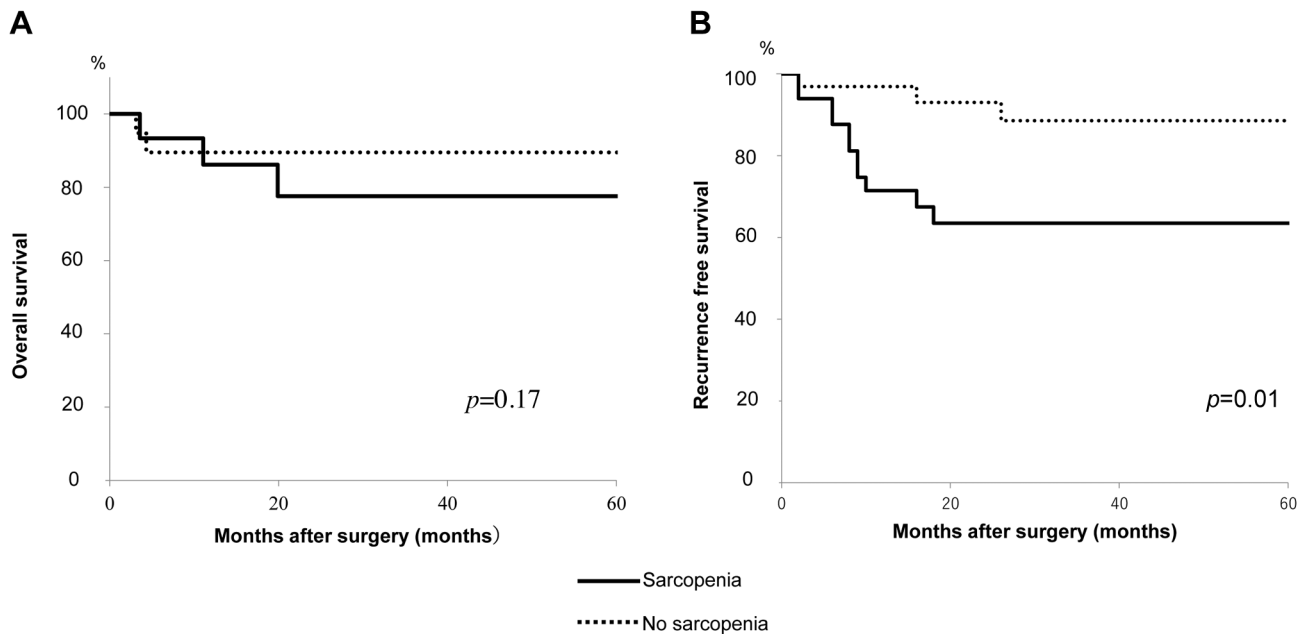 A
%
100
80
60
40
20
0
Overall survival
p=0.17
0 20 40 60
Months after surgery (months）
B
%
100
80
60
40
20
0
Recurrence free survival
p=0.01
0 20 40 60
Months after surgery (months)
Sarcopenia
No sarcopenia